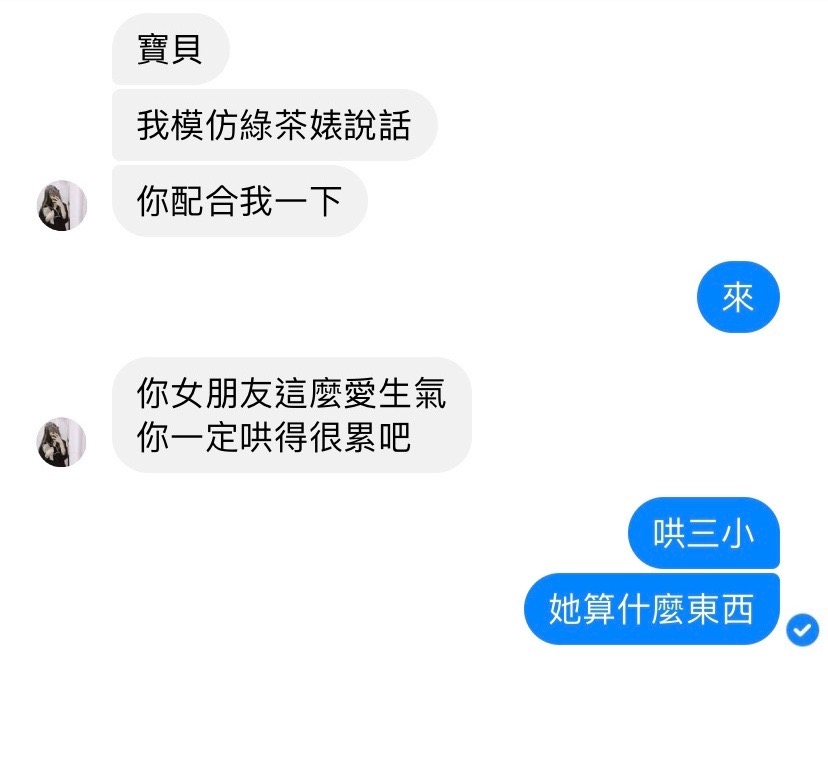 寶貝
我模仿綠茶婊說話
你配合我一下
來
你女朋友這麼愛生氣
你一定哄得很累吧
哄三小
她算什麼東西